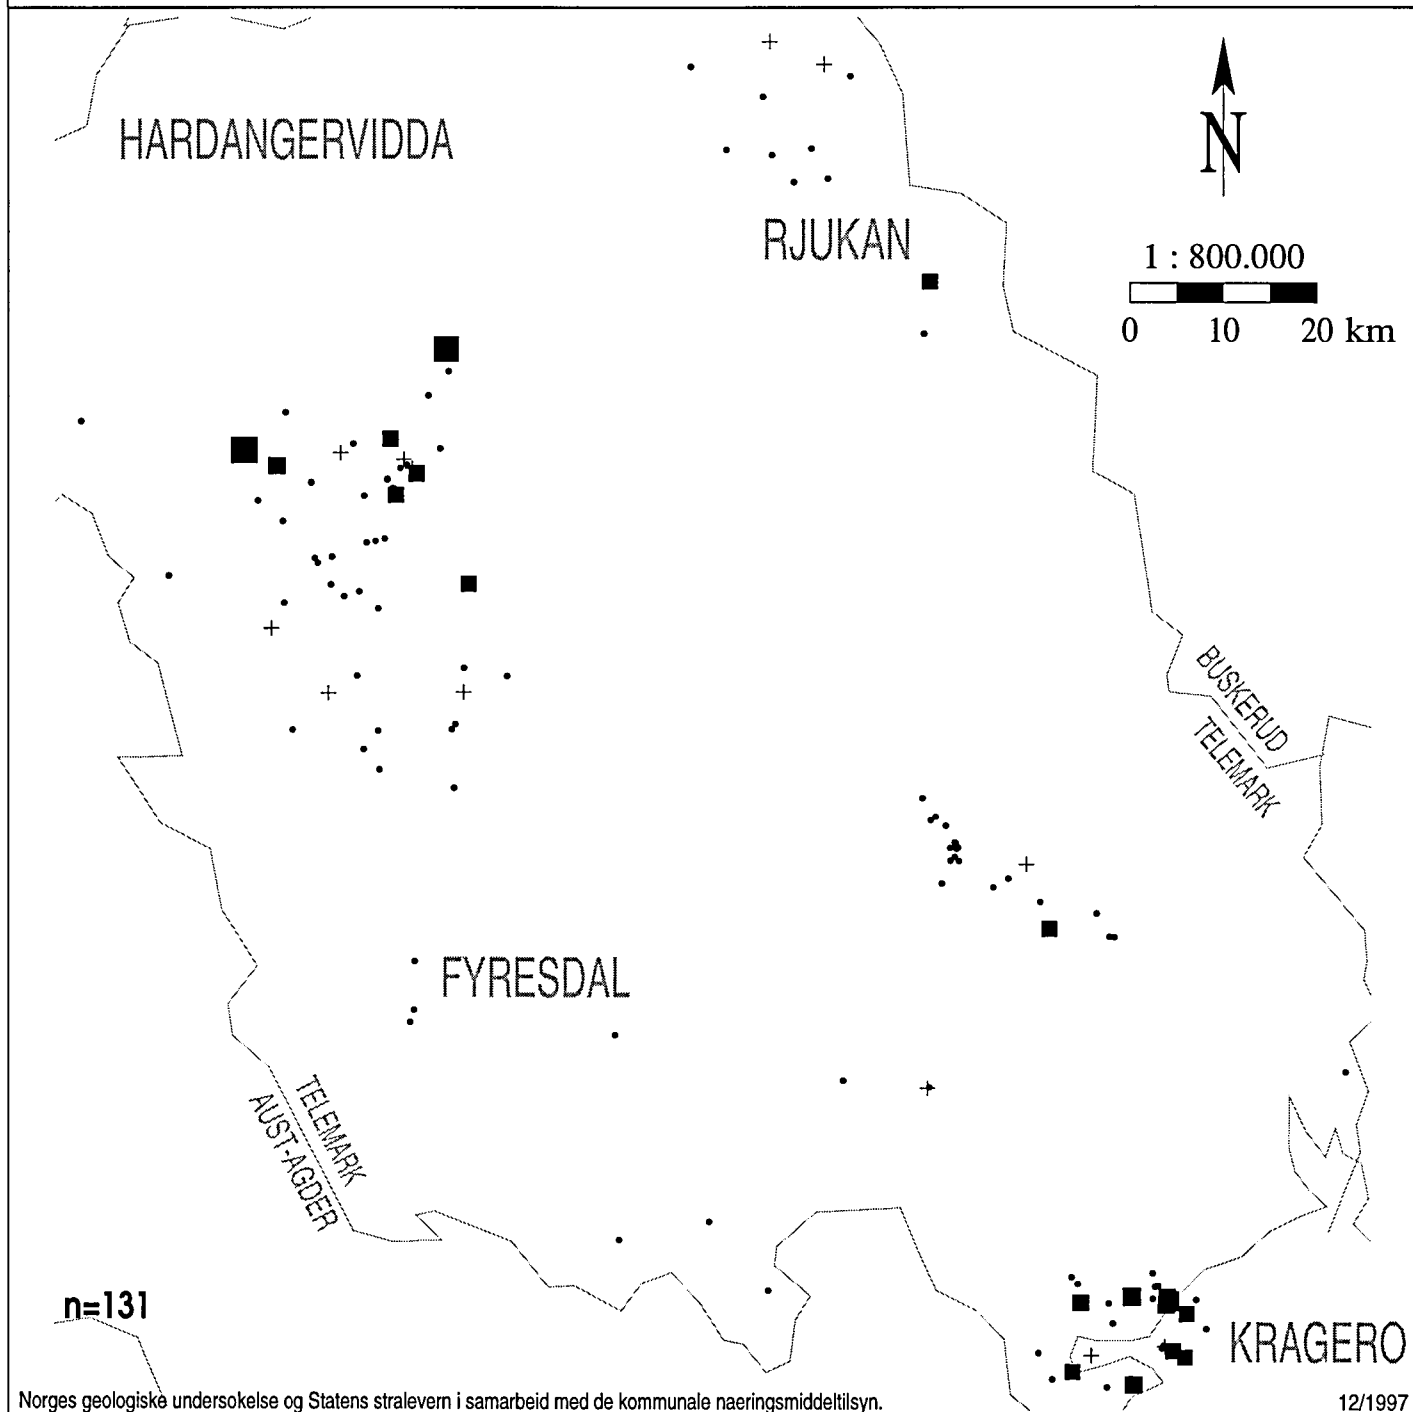 HARDANGERVIDDA
N
RJUKAN
1 : 800.000
0 10 20 km
BUSKERUD
TELEMARK
FYRESDAL
TELEMARK
AUST-AGDER
n=131
KRAGERO
Norges geologiske undersokelse og Statens stralevern i samarbeid med de kommunale naeringsmiddeltilsyn.
12/1997